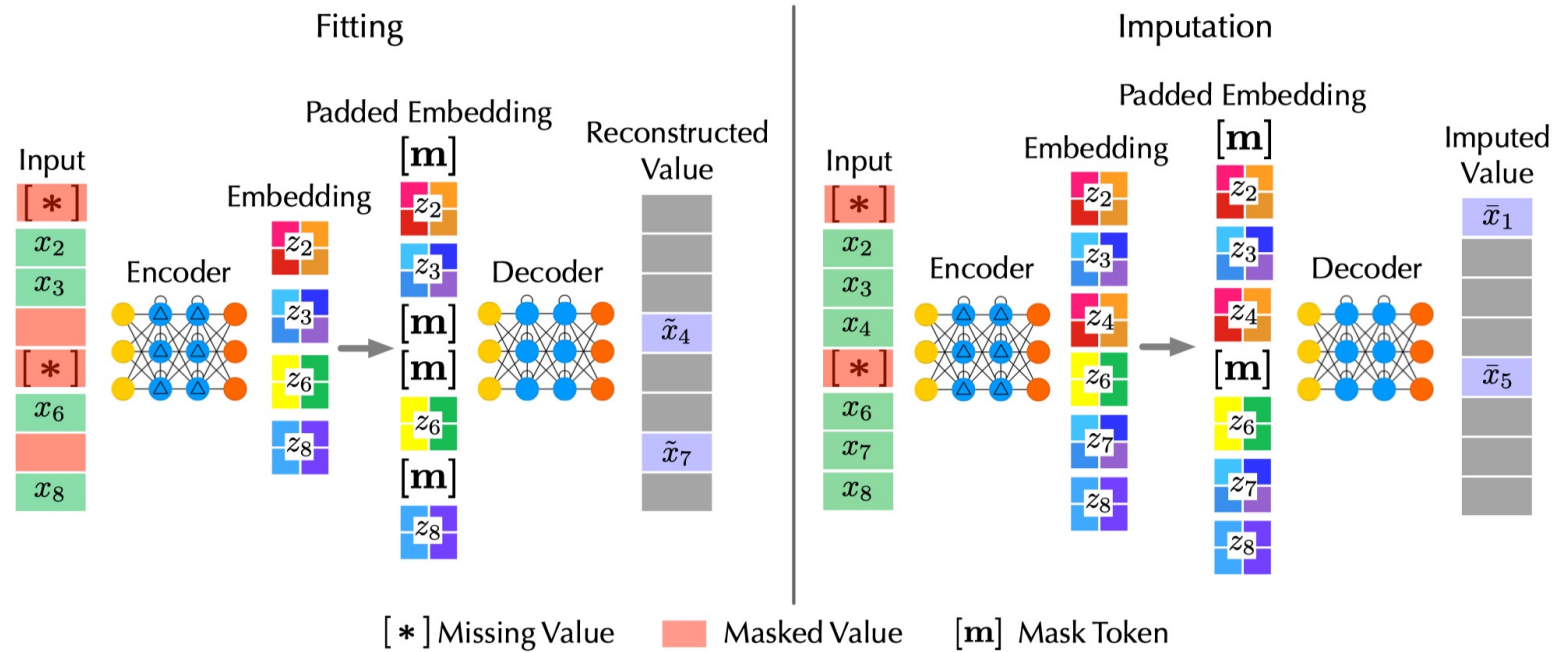 Fitting
Padded Embedding
Reconstructed
Value
Input
Embedding
Encoder
Decoder
[*]
x₂
x₃
[*]
x₆
x₈
z₂
z₃
z₆
z₈
[m]
z₂
z₃
[m]
[m]
z₆
[m]
z₈
x̃₄
x̃₇
Imputation
Padded Embedding
Imputed
Value
Input
Embedding
Encoder
Decoder
[*]
x₂
x₃
x₄
[*]
x₆
x₇
x₈
z₂
z₃
z₄
z₆
z₇
z₈
[m]
z₂
z₃
z₄
[m]
z₆
z₇
z₈
x̄₁
x̄₅
[*] Missing Value
Masked Value
[m] Mask Token